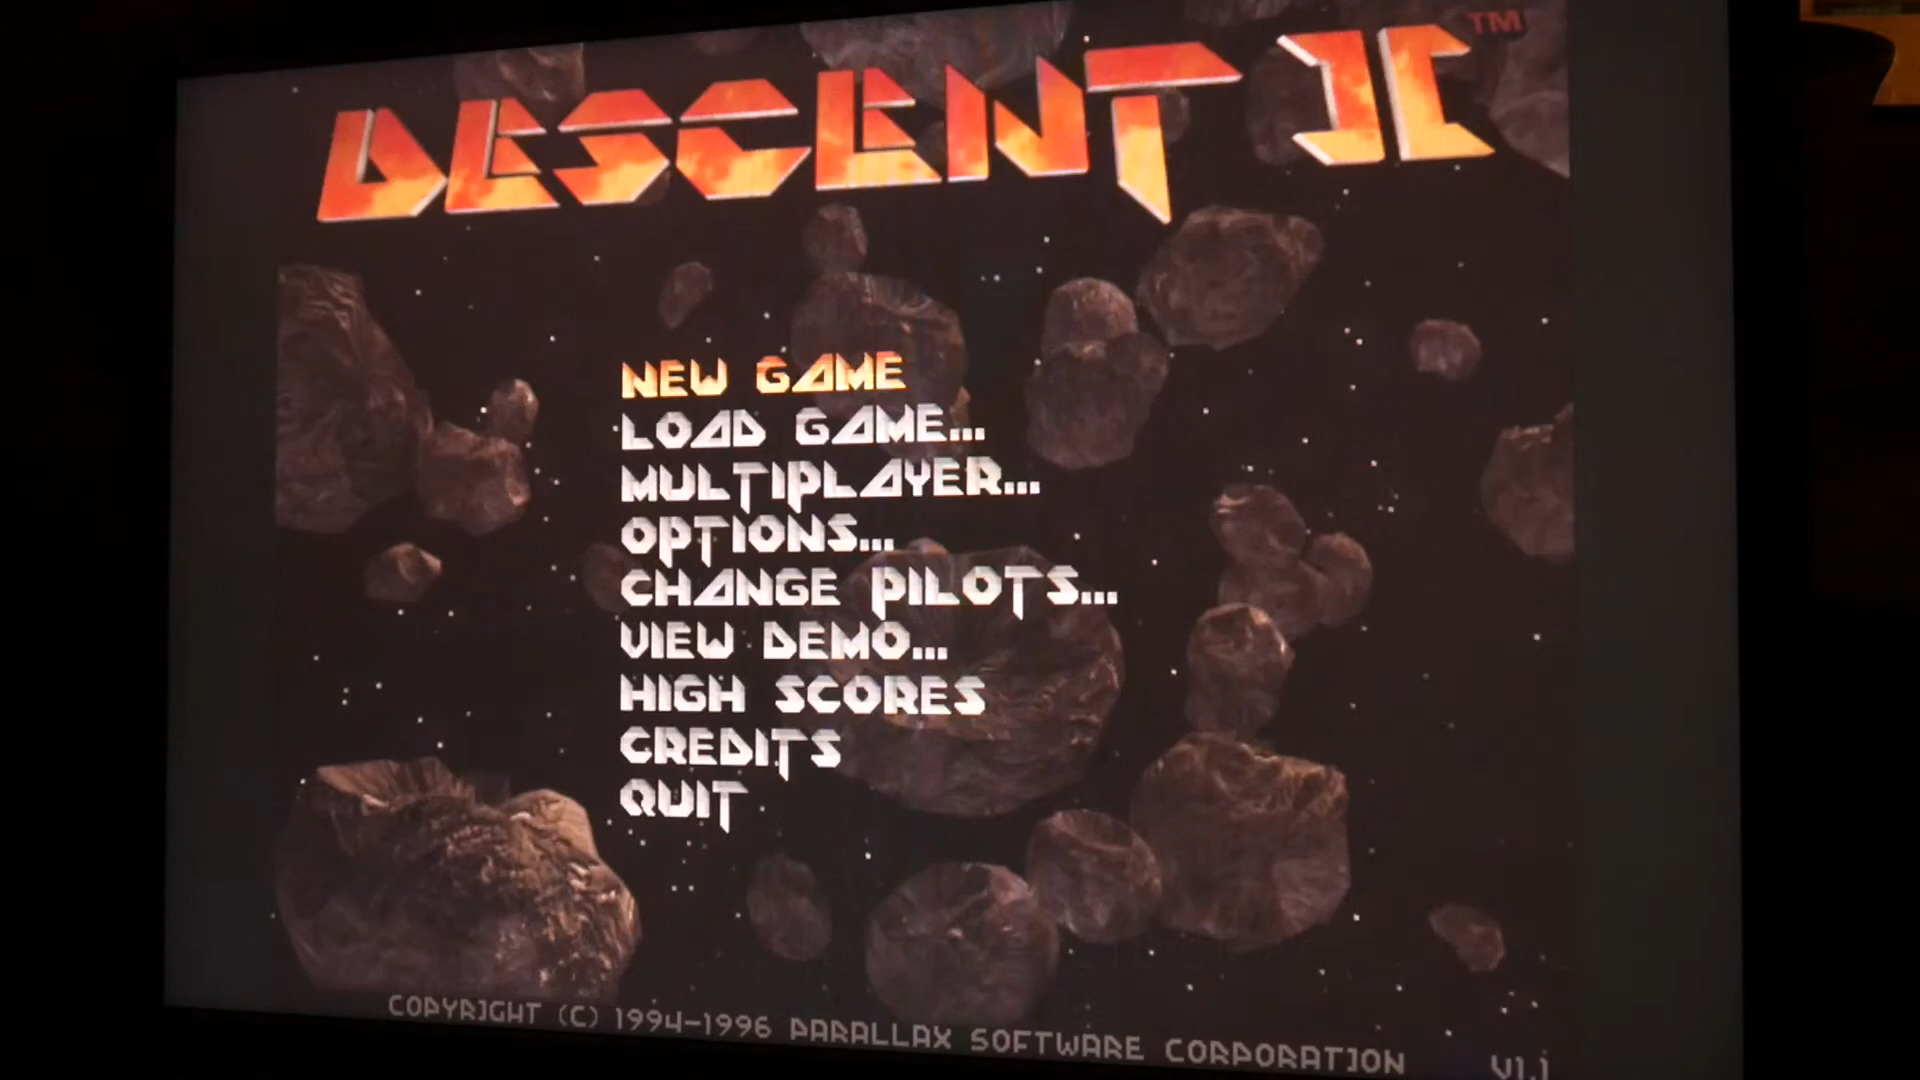 DESCENT II™
NEW GAME
LOAD GAME...
MULTIPLAYER...
OPTIONS...
CHANGE PILOTS...
VIEW DEMO...
HIGH SCORES
CREDITS
QUIT
COPYRIGHT (C) 1994-1996 PARALLAX SOFTWARE CORPORATION V1.1